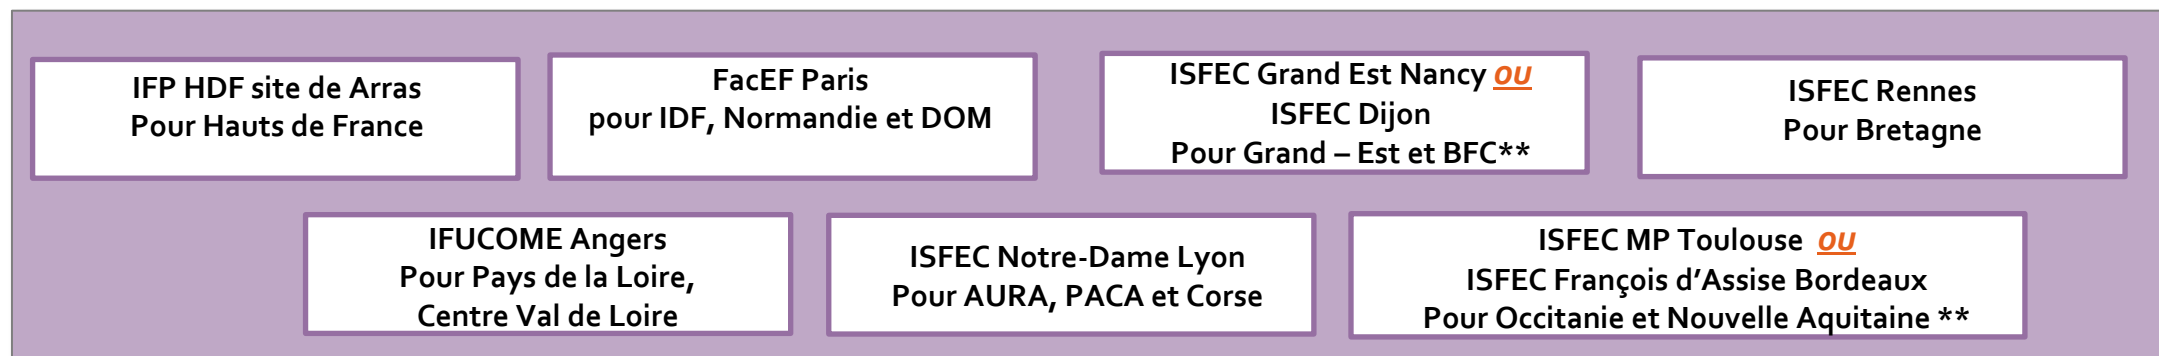 IFP HDF site de Arras
Pour Hauts de France
FacEF Paris
pour IDF, Normandie et DOM
ISFEC Grand Est Nancy ou
ISFEC Dijon
Pour Grand – Est et BFC**
ISFEC Rennes
Pour Bretagne
IFUCOME Angers
Pour Pays de la Loire,
Centre Val de Loire
ISFEC Notre-Dame Lyon
Pour AURA, PACA et Corse
ISFEC MP Toulouse ou
ISFEC François d’Assise Bordeaux
Pour Occitanie et Nouvelle Aquitaine **